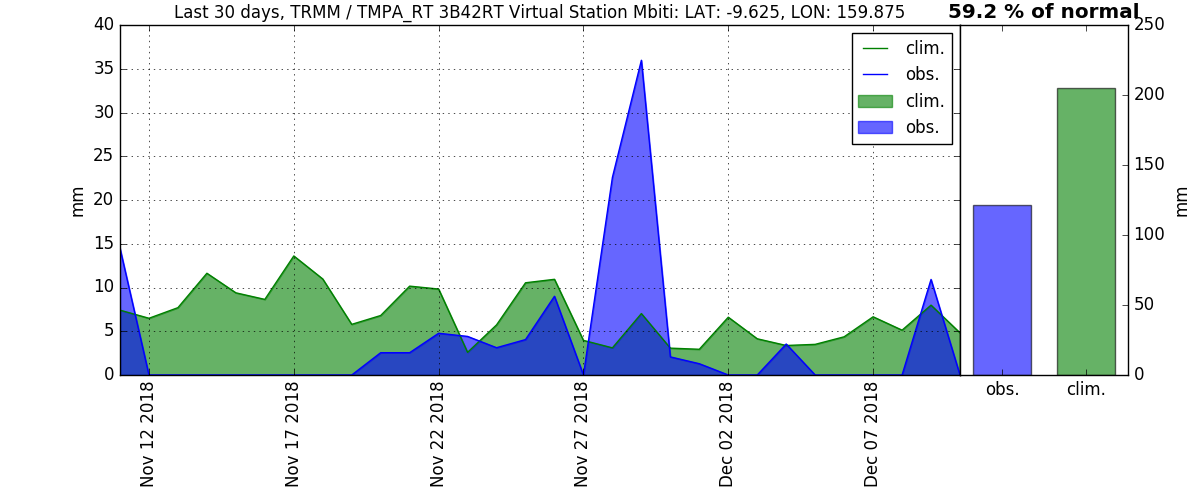 Last 30 days, TRMM / TMPA_RT 3B42RT Virtual Station Mbiti: LAT: -9.625, LON: 159.875
59.2 % of normal
40
35
30
25
20
15
10
5
0
mm
clim.
obs.
clim.
obs.
250
200
150
100
50
0
mm
obs.
clim.
Nov 12 2018
Nov 17 2018
Nov 22 2018
Nov 27 2018
Dec 02 2018
Dec 07 2018